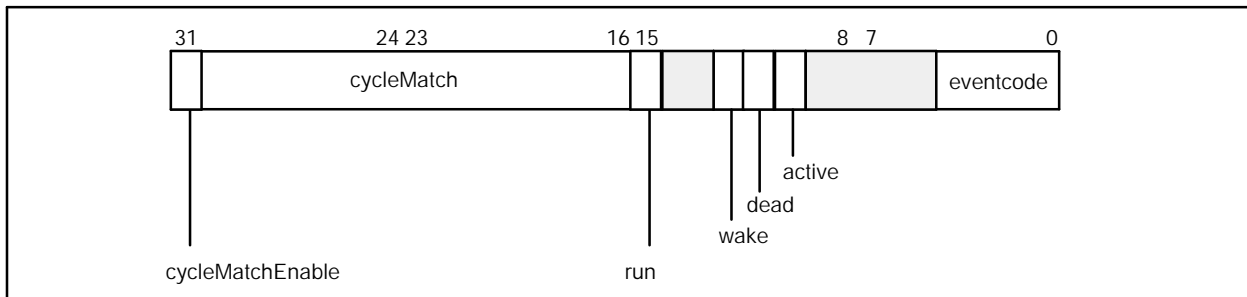 31 24 23 16 15 8 7 0
cycleMatch eventcode
active
dead
wake
cycleMatchEnable run